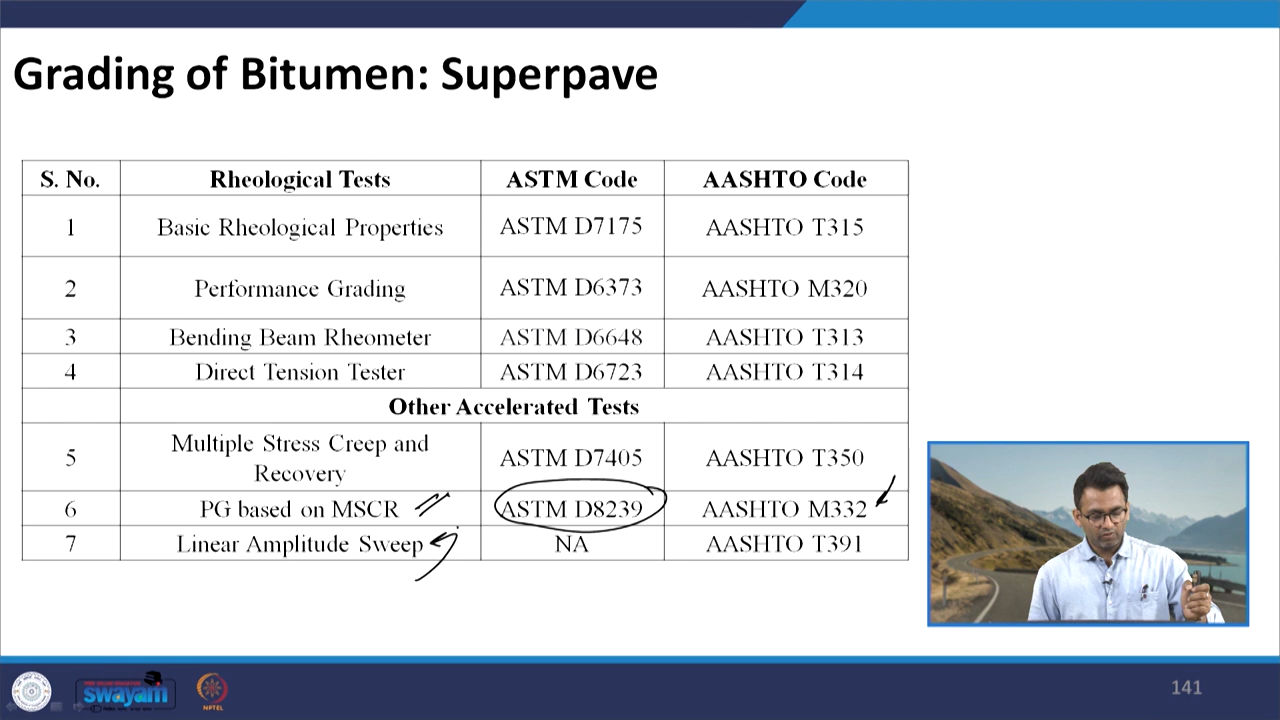 Grading of Bitumen: Superpave
S. No. Rheological Tests ASTM Code AASHTO Code
1 Basic Rheological Properties ASTM D7175 AASHTO T315
2 Performance Grading ASTM D6373 AASHTO M320
3 Bending Beam Rheometer ASTM D6648 AASHTO T313
4 Direct Tension Tester ASTM D6723 AASHTO T314
Other Accelerated Tests
5 Multiple Stress Creep and Recovery ASTM D7405 AASHTO T350
6 PG based on MSCR ASTM D8239 AASHTO M332
7 Linear Amplitude Sweep NA AASHTO T391
swayam
NPTEL
141